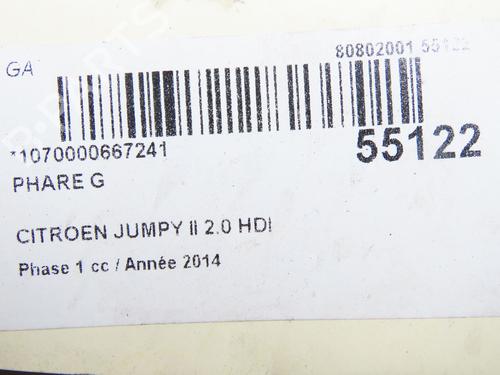 GA
80802001 55122
*1070000667241
55122
PHARE G
CITROEN JUMPY II 2.0 HDI
Phase 1 cc / Année 2014